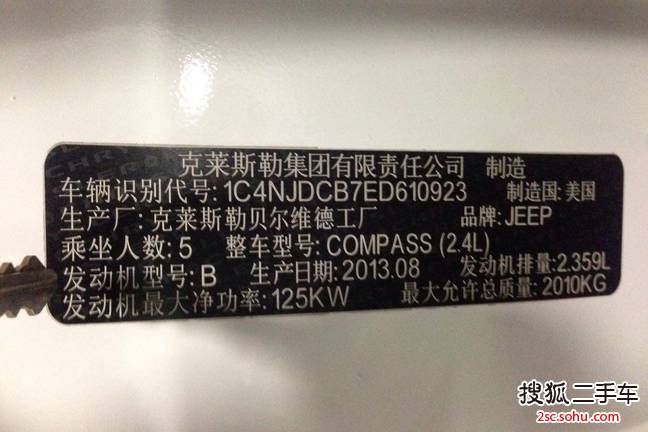 克莱斯勒集团有限责任公司 制造
车辆识别代号: 1C4NJDCB7ED610923 制造国: 美国
生产厂: 克莱斯勒贝尔维德工厂 品牌: JEEP
乘坐人数: 5 整车型号: COMPASS (2.4L)
发动机型号: B 生产日期: 2013.08 发动机排量: 2.359L
发动机最大净功率: 125KW 最大允许总质量: 2010KG
搜狐 二手车
2sc.sohu.com